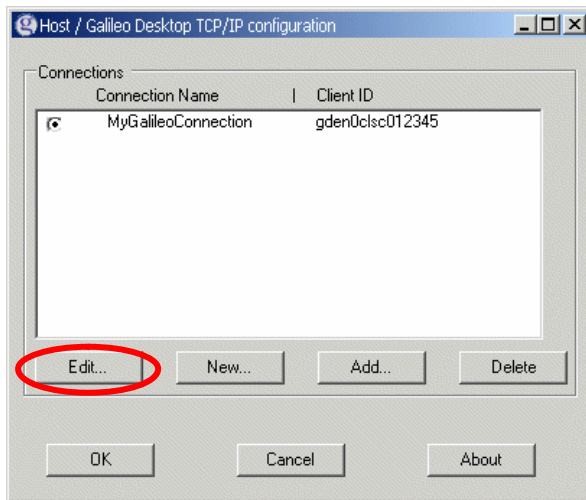 Host / Galileo Desktop TCP/IP configuration
Connections
Connection Name | Client ID
MyGalileoConnection gden0clsc012345
Edit... New... Add... Delete
OK Cancel About